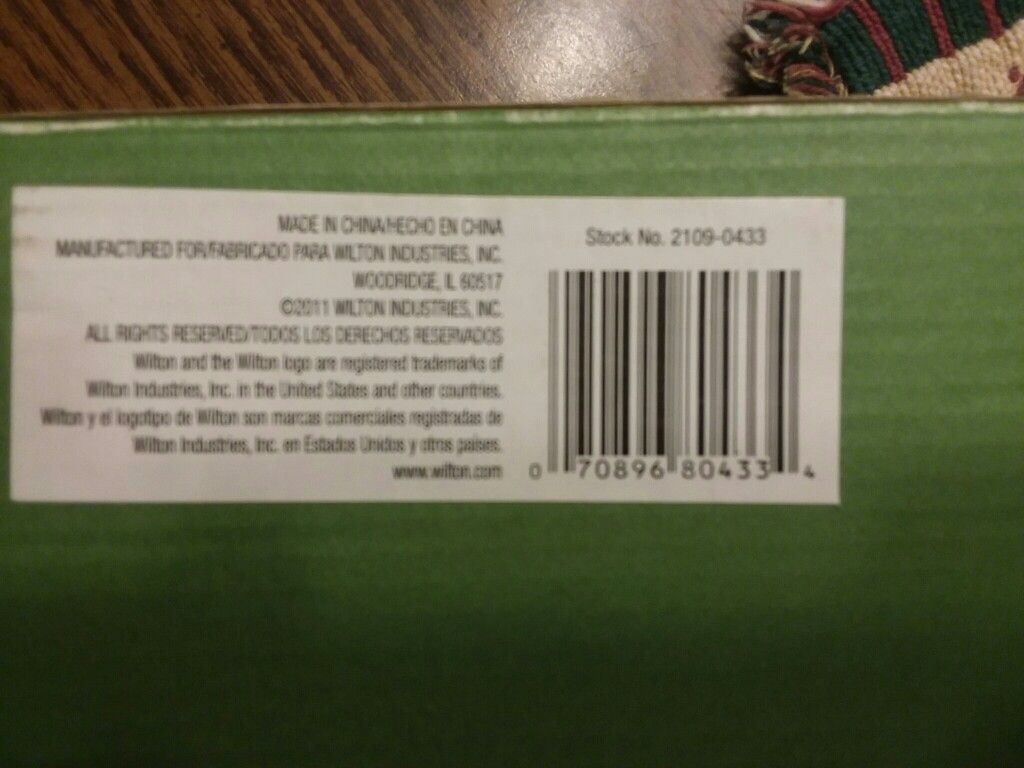 MADE IN CHINA/HECHO EN CHINA
MANUFACTURED FOR/FABRICADO PARA WILTON INDUSTRIES, INC.
WOODRIDGE, IL 60517
©2011 WILTON INDUSTRIES, INC.
ALL RIGHTS RESERVED/TODOS LOS DERECHOS RESERVADOS
Wilton and the Wilton logo are registered trademarks of
Wilton Industries, Inc. in the United States and other countries.
Wilton y el logotipo de Wilton son marcas comerciales registradas de
Wilton Industries, Inc. en Estados Unidos y otros países.
www.wilton.com
Stock No. 2109-0433
0 70896 80433 4